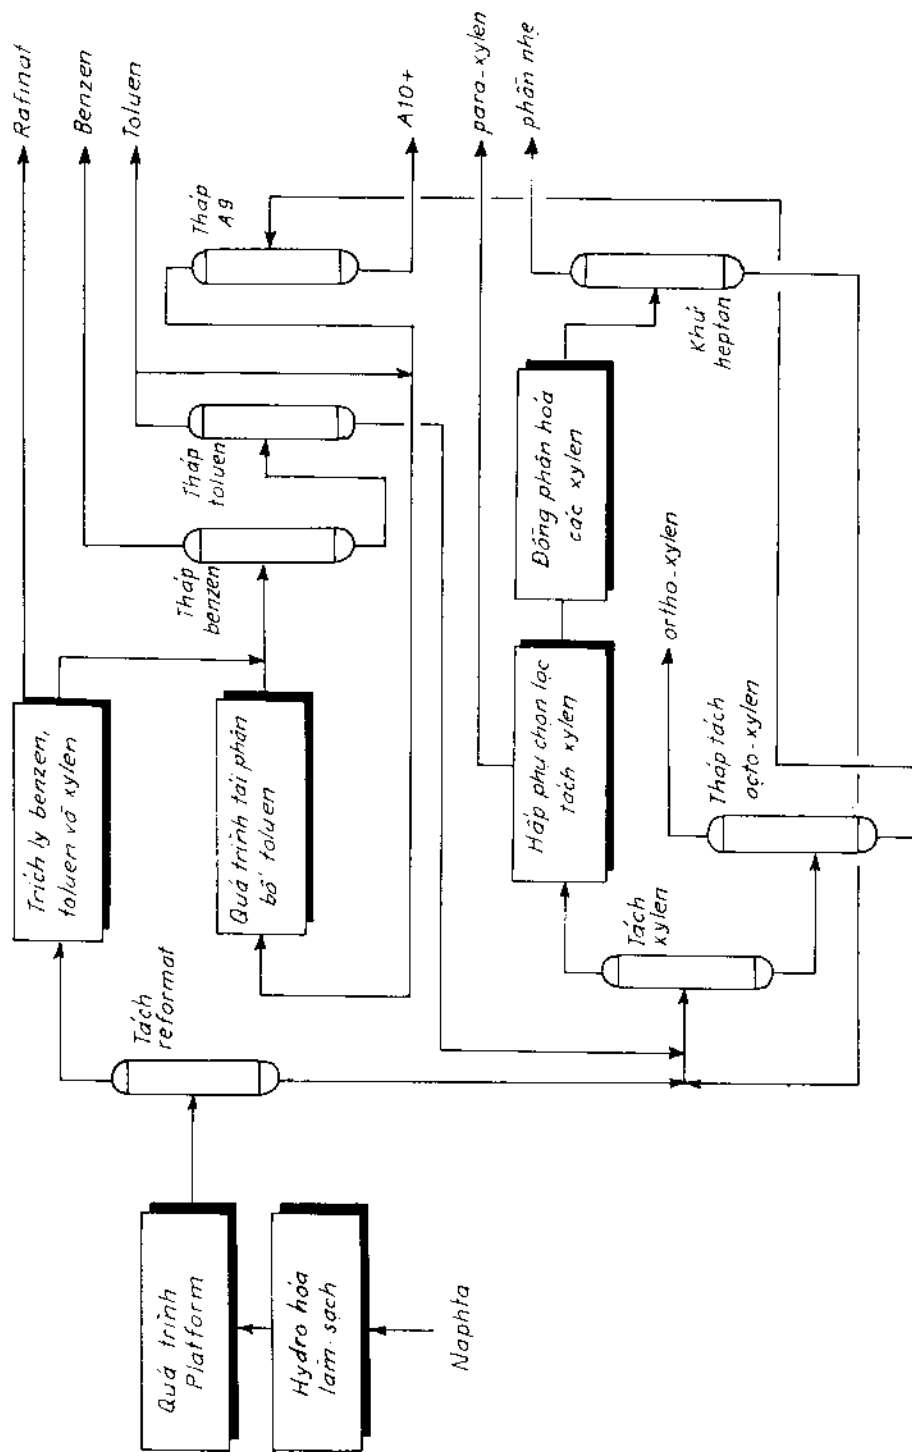 Rafinat
Benzen
Toluen
A10+
para-xylen
phân nhẹ
Tháp
A9
Tháp
toluen
Tháp
benzen
Khử
heptan
Trích ly benzen,
toluen và xylen
Quá trình tái phân
bố toluen
Đồng phân hóa
các xylen
Hấp phụ chọn lọc
tách xylen
ortho-xylen
Tháp tách
octo-xylen
Tách
xylen
Tách
reformat
Quá trình
Platform
Hydro hóa
làm sạch
Naphta